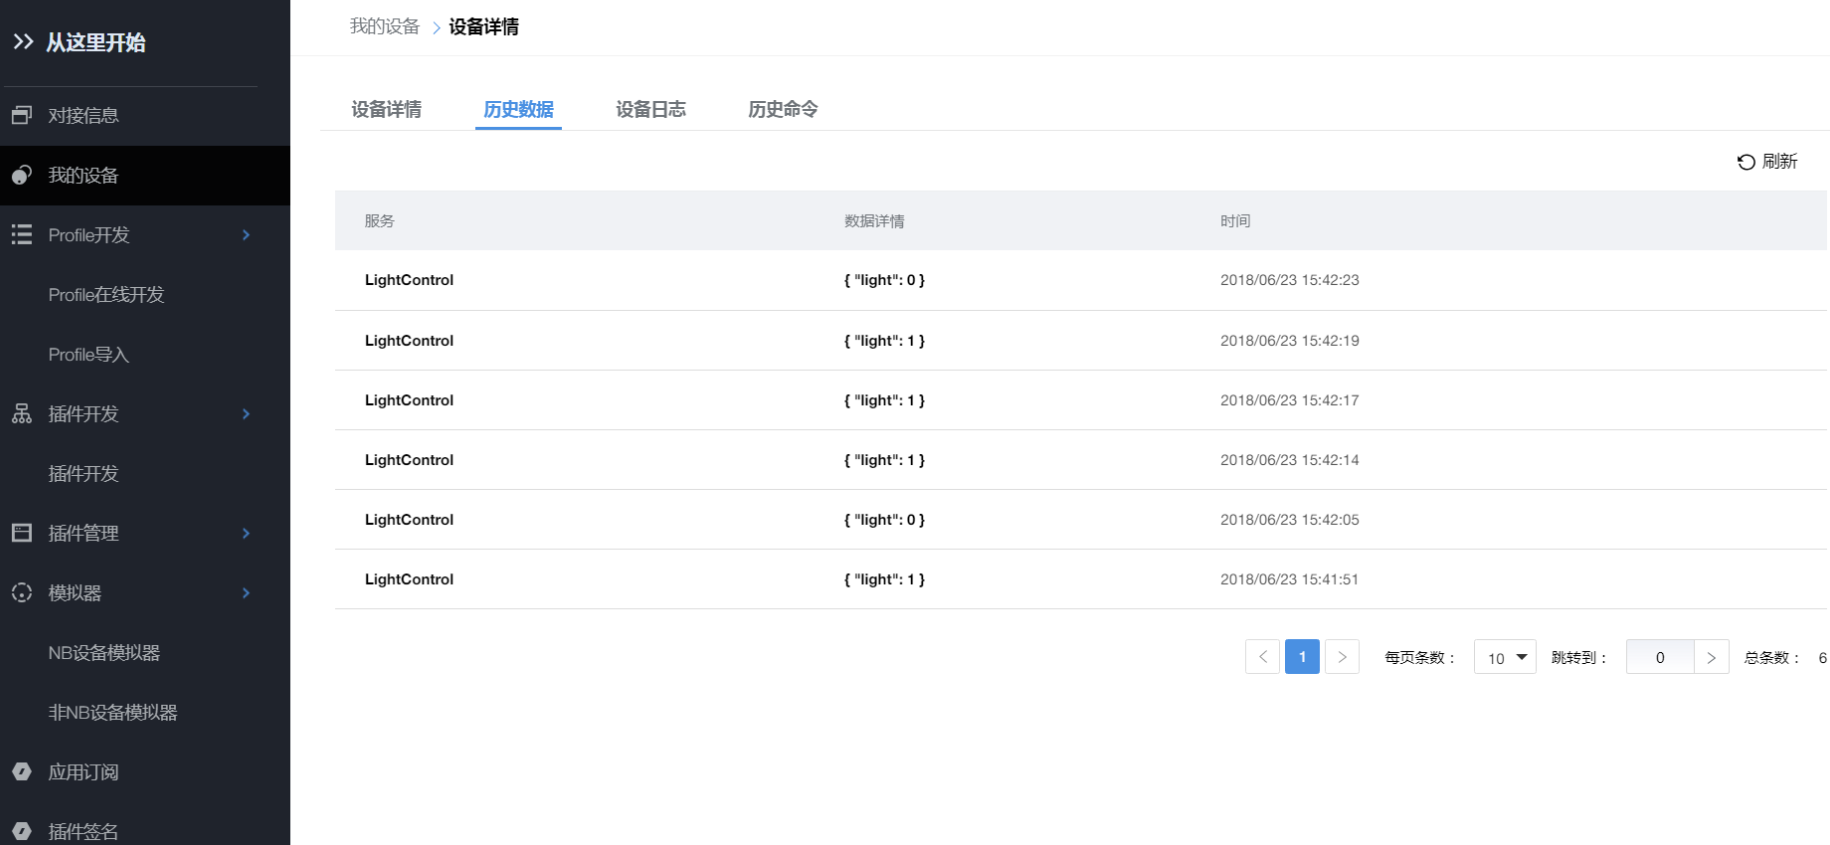 从这里开始
对接信息
我的设备
Profile开发
Profile在线开发
Profile导入
插件开发
插件开发
插件管理
模拟器
NB设备模拟器
非NB设备模拟器
应用订阅
插件签名
我的设备 > 设备详情
设备详情 历史数据 设备日志 历史命令
刷新
服务 数据详情 时间
LightControl { "light": 0 } 2018/06/23 15:42:23
LightControl { "light": 1 } 2018/06/23 15:42:19
LightControl { "light": 1 } 2018/06/23 15:42:17
LightControl { "light": 1 } 2018/06/23 15:42:14
LightControl { "light": 0 } 2018/06/23 15:42:05
LightControl { "light": 1 } 2018/06/23 15:41:51
< 1 > 每页条数： 10 跳转到： 0 > 总条数： 6